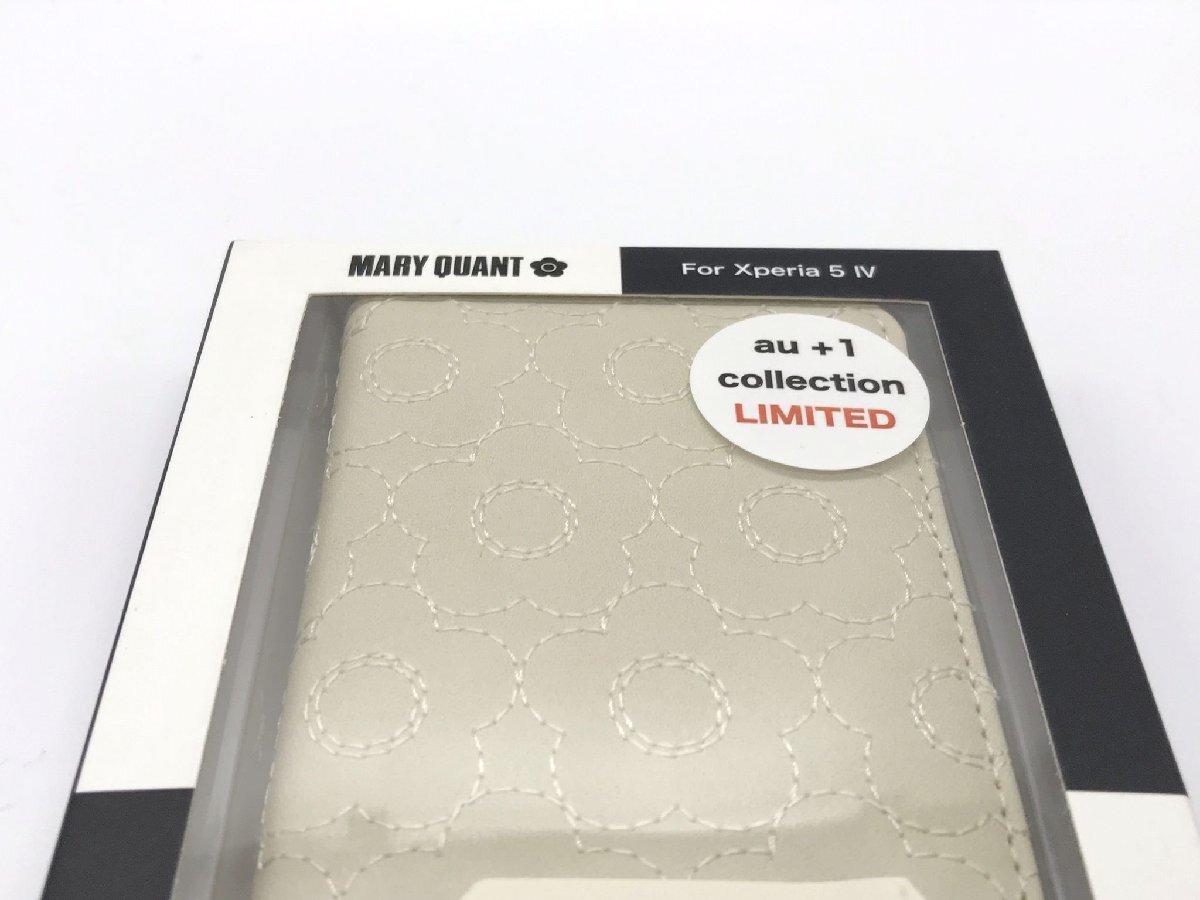 MARY QUANT
For Xperia 5 IV
au +1
collection
LIMITED